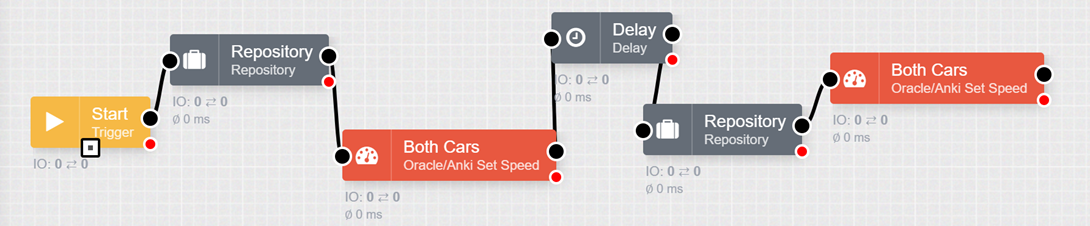 Start
Trigger
IO: 0 ⇄ 0
Repository
Repository
IO: 0 ⇄ 0
Ø 0 ms
Both Cars
Oracle/Anki Set Speed
IO: 0 ⇄ 0
Ø 0 ms
Delay
Delay
IO: 0 ⇄ 0
Ø 0 ms
Repository
Repository
IO: 0 ⇄ 0
Ø 0 ms
Both Cars
Oracle/Anki Set Speed
IO: 0 ⇄ 0
Ø 0 ms